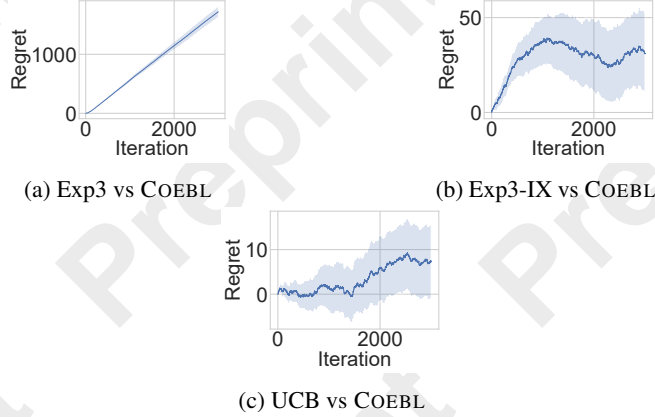 Regret
1000
0
0 2000
Iteration
(a) Exp3 vs COEBL
Regret
50
0
0 2000
Iteration
(b) Exp3-IX vs COEBL
Regret
10
0
0 2000
Iteration
(c) UCB vs COEBL
Preprint